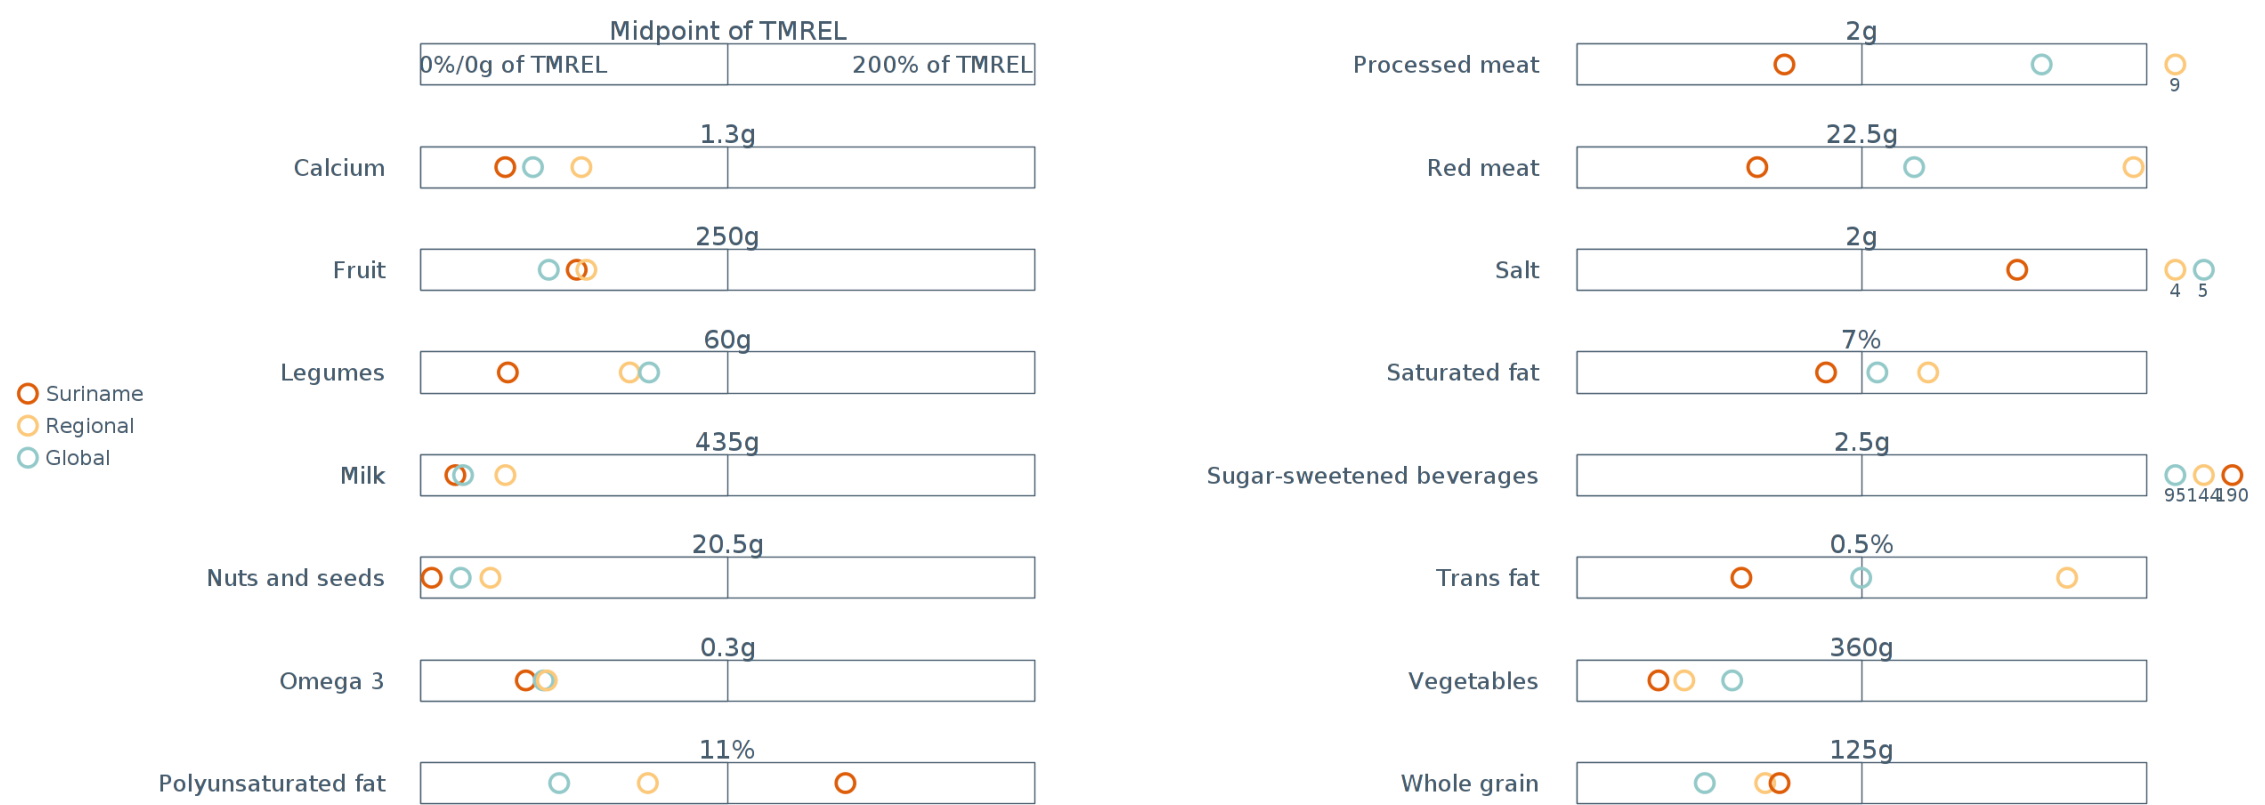 Midpoint of TMREL
0%/0g of TMREL
200% of TMREL
1.3g
Calcium
250g
Fruit
60g
Legumes
435g
Milk
20.5g
Nuts and seeds
0.3g
Omega 3
11%
Polyunsaturated fat
Suriname
Regional
Global
2g
Processed meat
9
22.5g
Red meat
2g
Salt
4 5
7%
Saturated fat
2.5g
Sugar-sweetened beverages
95 144 190
0.5%
Trans fat
360g
Vegetables
125g
Whole grain